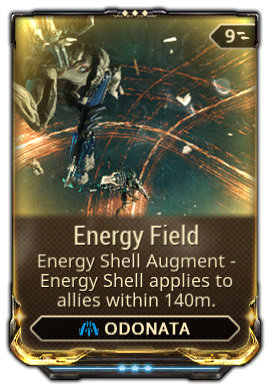 9
Energy Field
Energy Shell Augment -
Energy Shell applies to
allies within 140m.
ODONATA